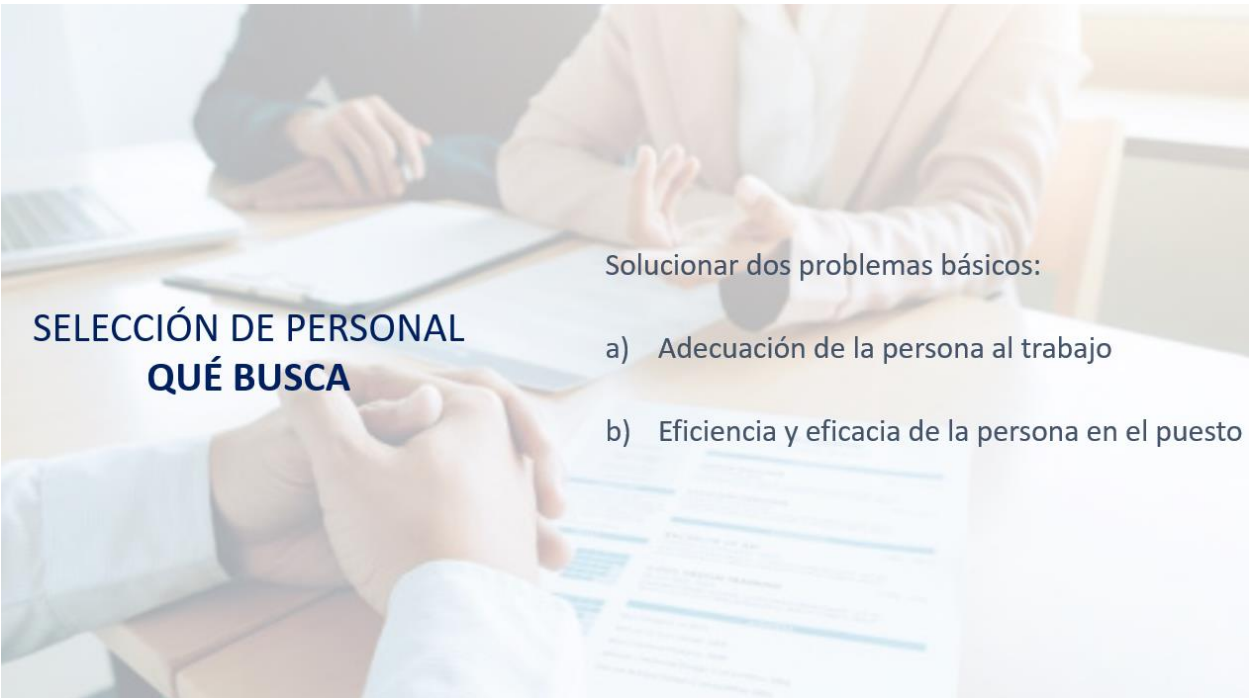 SELECCIÓN DE PERSONAL
QUÉ BUSCA
Solucionar dos problemas básicos:
a) Adecuación de la persona al trabajo
b) Eficiencia y eficacia de la persona en el puesto